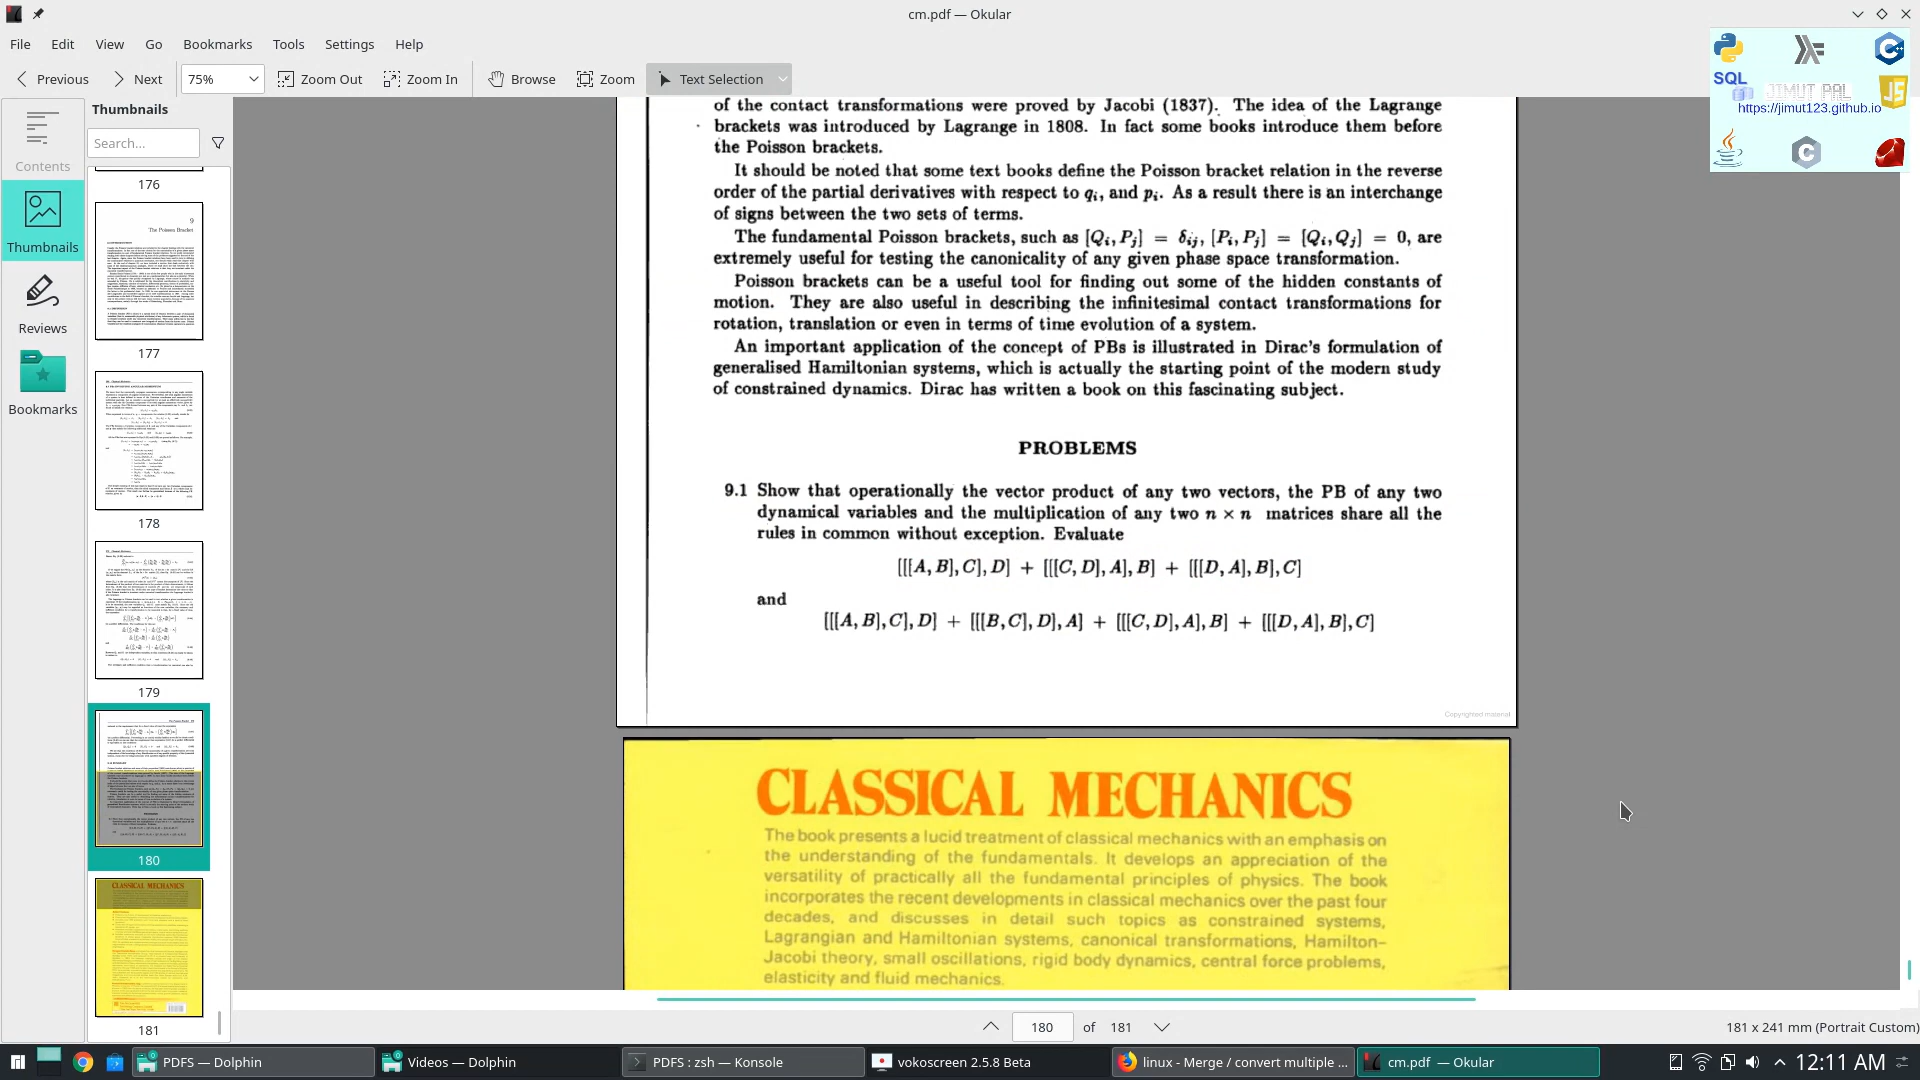 cm.pdf — Okular
File Edit View Go Bookmarks Tools Settings Help
Previous Next 75% Zoom Out Zoom In Browse Zoom Text Selection
SQL
JIMUT PAL
https://jimut123.github.io
JS
C
Contents
Thumbnails
Reviews
Bookmarks
Thumbnails
Search...
176
9
The Poisson Bracket
177
178
179
180
CLASSICAL MECHANICS
181
of the contact transformations were proved by Jacobi (1837). The idea of the Lagrange
brackets was introduced by Lagrange in 1808. In fact some books introduce them before
the Poisson brackets.
It should be noted that some text books define the Poisson bracket relation in the reverse
order of the partial derivatives with respect to qᵢ, and pᵢ. As a result there is an interchange
of signs between the two sets of terms.
The fundamental Poisson brackets, such as [Qᵢ, Pⱼ] = δᵢⱼ, [Pᵢ, Pⱼ] = [Qᵢ, Qⱼ] = 0, are
extremely useful for testing the canonicality of any given phase space transformation.
Poisson brackets can be a useful tool for finding out some of the hidden constants of
motion. They are also useful in describing the infinitesimal contact transformations for
rotation, translation or even in terms of time evolution of a system.
An important application of the concept of PBs is illustrated in Dirac's formulation of
generalised Hamiltonian systems, which is actually the starting point of the modern study
of constrained dynamics. Dirac has written a book on this fascinating subject.
PROBLEMS
9.1 Show that operationally the vector product of any two vectors, the PB of any two
dynamical variables and the multiplication of any two n × n matrices share all the
rules in common without exception. Evaluate
[[[A, B], C], D] + [[[C, D], A], B] + [[[D, A], B], C]
and
[[[A, B], C], D] + [[[B, C], D], A] + [[[C, D], A], B] + [[[D, A], B], C]
Copyrighted material
CLASSICAL MECHANICS
The book presents a lucid treatment of classical mechanics with an emphasis on
the understanding of the fundamentals. It develops an appreciation of the
versatility of practically all the fundamental principles of physics. The book
incorporates the recent developments in classical mechanics over the past four
decades, and discusses in detail such topics as constrained systems,
Lagrangian and Hamiltonian systems, canonical transformations, Hamilton–
Jacobi theory, small oscillations, rigid body dynamics, central force problems,
elasticity and fluid mechanics.
180 of 181
181 x 241 mm (Portrait Custom)
PDFS — Dolphin
Videos — Dolphin
PDFS : zsh — Konsole
vokoscreen 2.5.8 Beta
linux - Merge / convert multiple ...
cm.pdf — Okular
12:11 AM